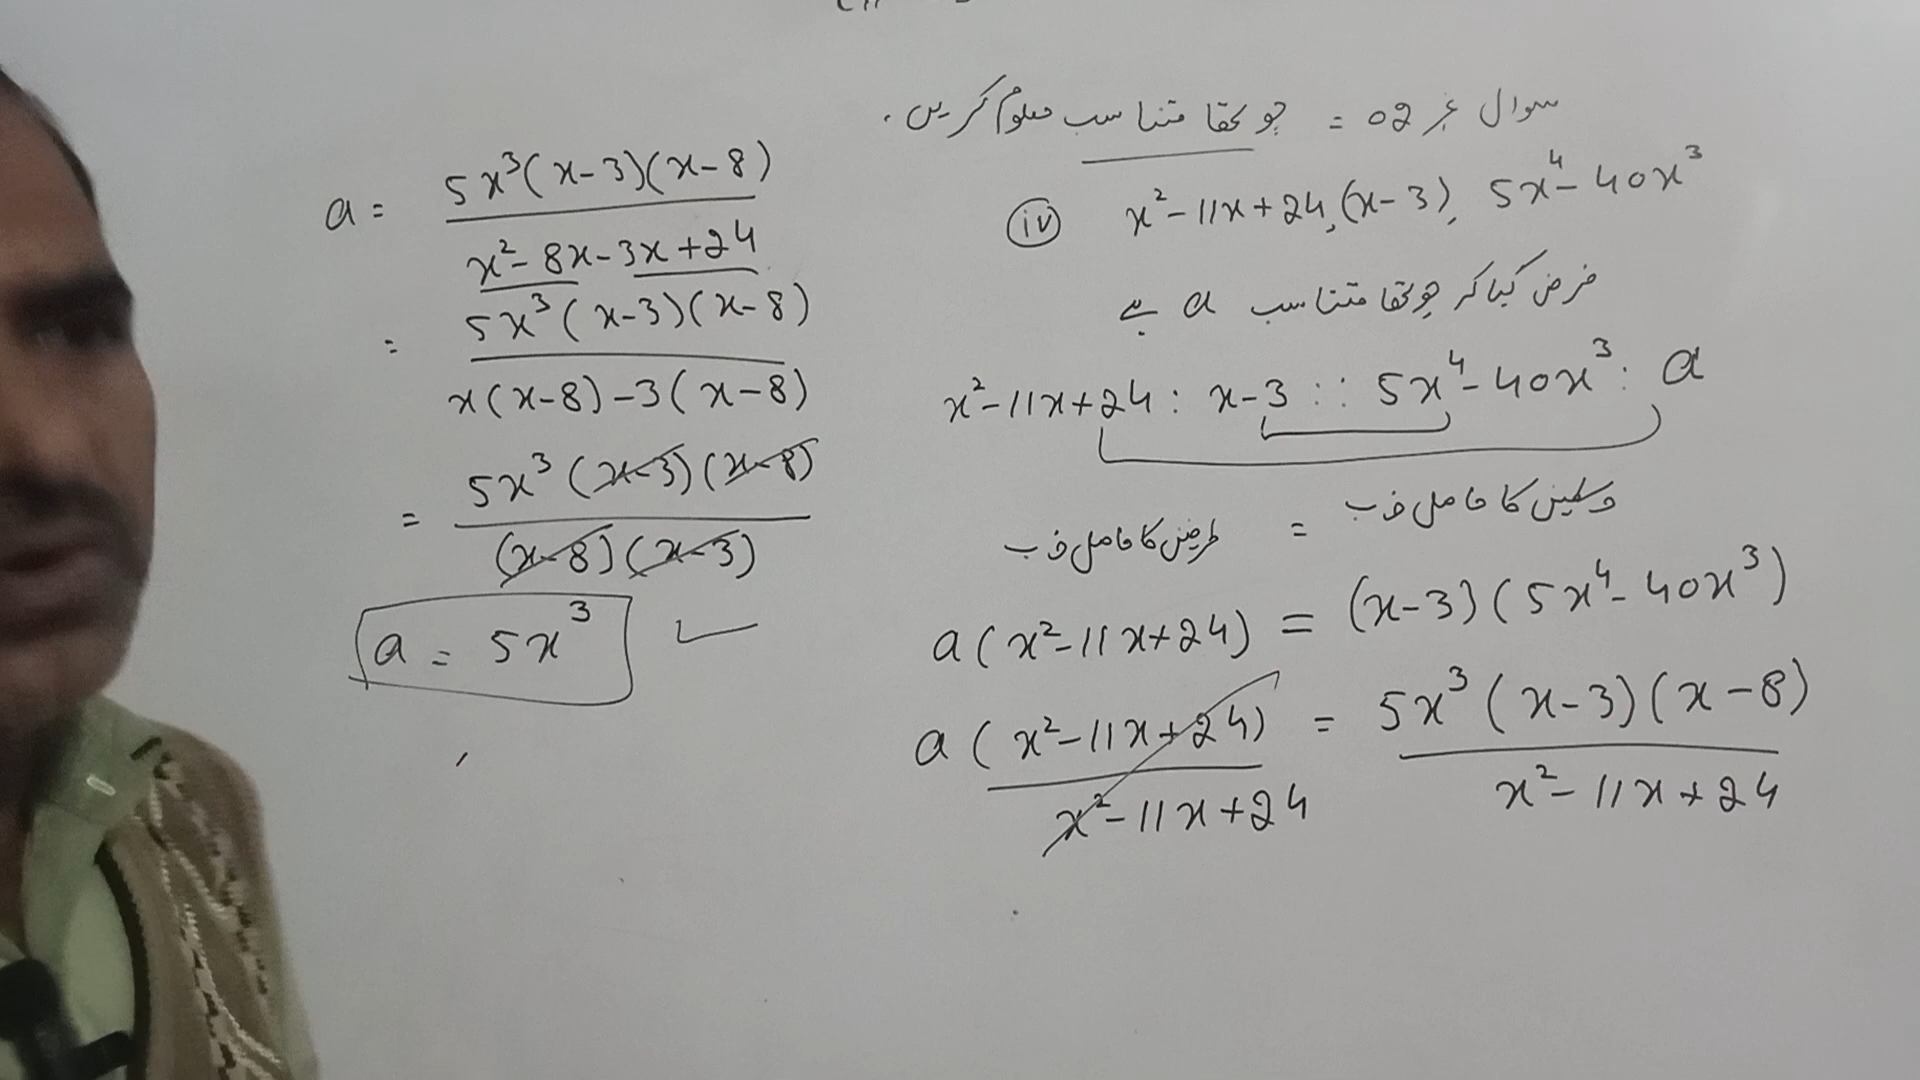 سوال نمبر 02 = چوتھا متناسب معلوم کریں.
(iv) x²-11x+24, (x-3), 5x⁴-40x³
فرض کیا کہ چوتھا متناسب a ہے
x²-11x+24 : x-3 :: 5x⁴-40x³ : a
طرفین کا حاصل ضرب = وسطین کا حاصل ضرب
a(x²-11x+24) = (x-3)(5x⁴-40x³)
a(x²-11x+24)/x²-11x+24 = 5x³(x-3)(x-8)/x²-11x+24
a = 5x³(x-3)(x-8)/x²-8x-3x+24
= 5x³(x-3)(x-8)/x(x-8)-3(x-8)
= 5x³(x-3)(x-8)/(x-8)(x-3)
a = 5x³